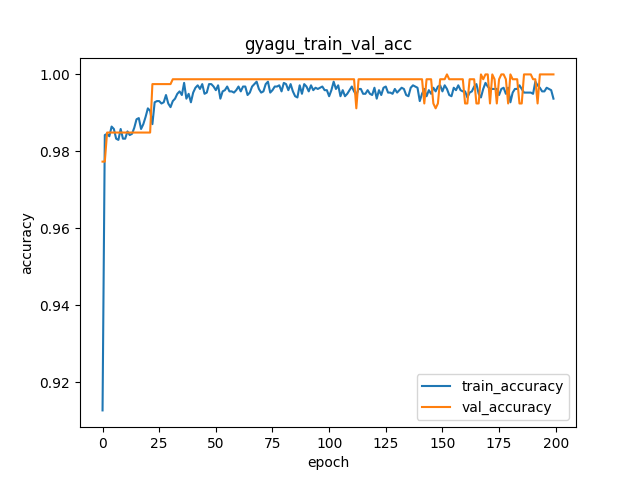 gyagu_train_val_acc
1.00
0.98
0.96
0.94
0.92
accuracy
0 25 50 75 100 125 150 175 200
epoch
train_accuracy
val_accuracy